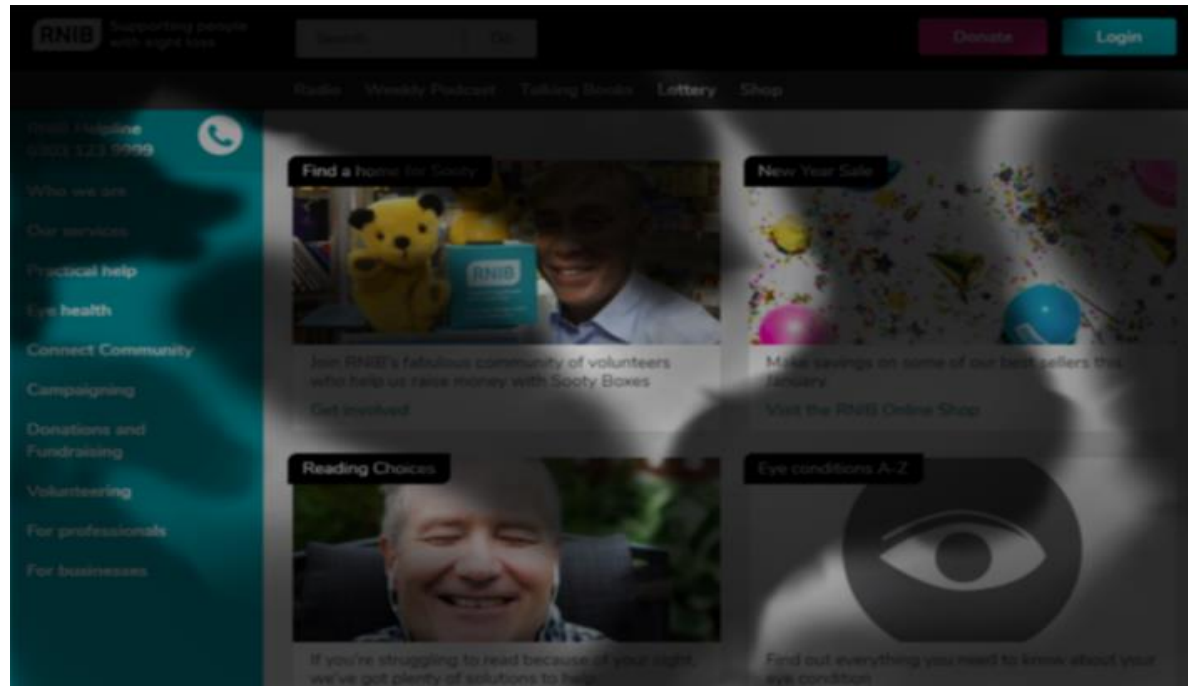 RNIB
Supporting people
with sight loss
Search
Go
Donate
Login
Radio Weekly Podcast Talking Books Lottery Shop
RNIB Helpline
0303 123 9999
Who we are
Our services
Practical help
Eye health
Connect Community
Campaigning
Donations and
Fundraising
Volunteering
For professionals
For businesses
Find a home for Sooty
RNIB
Join RNIB's fabulous community of volunteers
who help us raise money with Sooty Boxes
Get involved
New Year Sale
Make savings on some of our best sellers this
January
Visit the RNIB Online Shop
Reading Choices
If you're struggling to read because of your sight,
we've got plenty of solutions to help
Eye conditions A-Z
Find out everything you need to know about your
eye condition